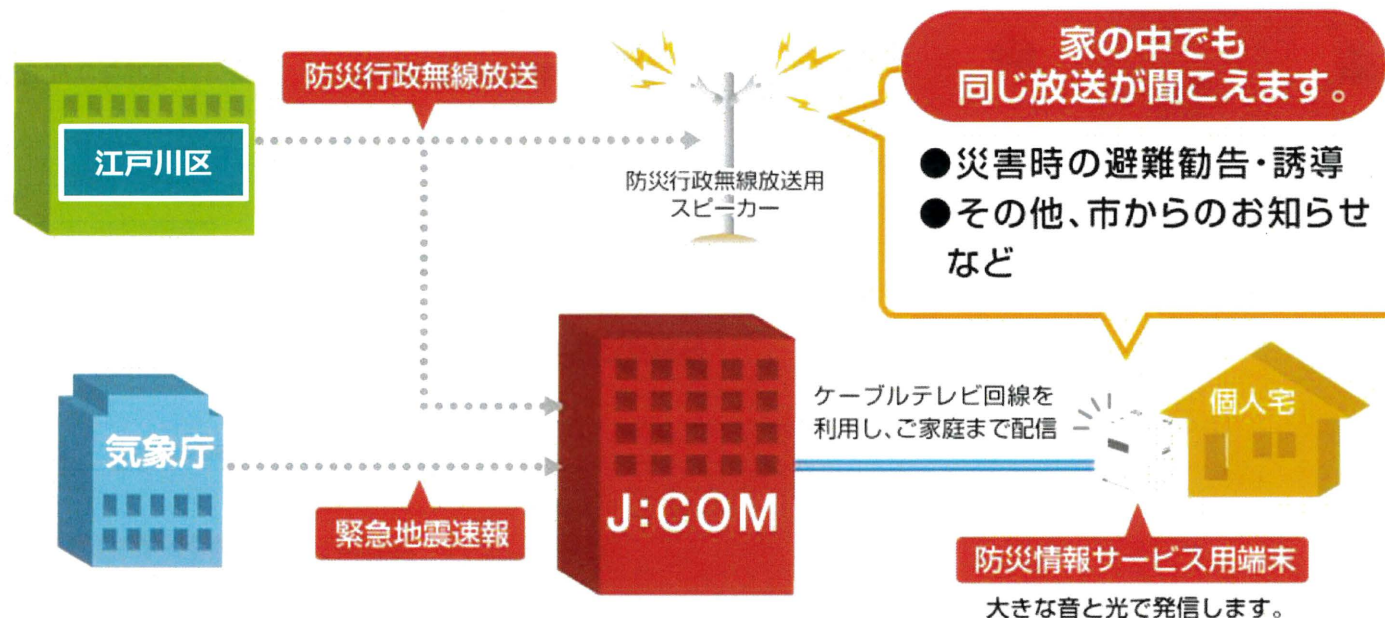 防災行政無線放送
江戸川区
防災行政無線放送用
スピーカー
家の中でも
同じ放送が聞こえます。
●災害時の避難勧告・誘導
●その他、市からのお知らせ
など
気象庁
緊急地震速報
J:COM
ケーブルテレビ回線を
利用し、ご家庭まで配信
個人宅
防災情報サービス用端末
大きな音と光で発信します。